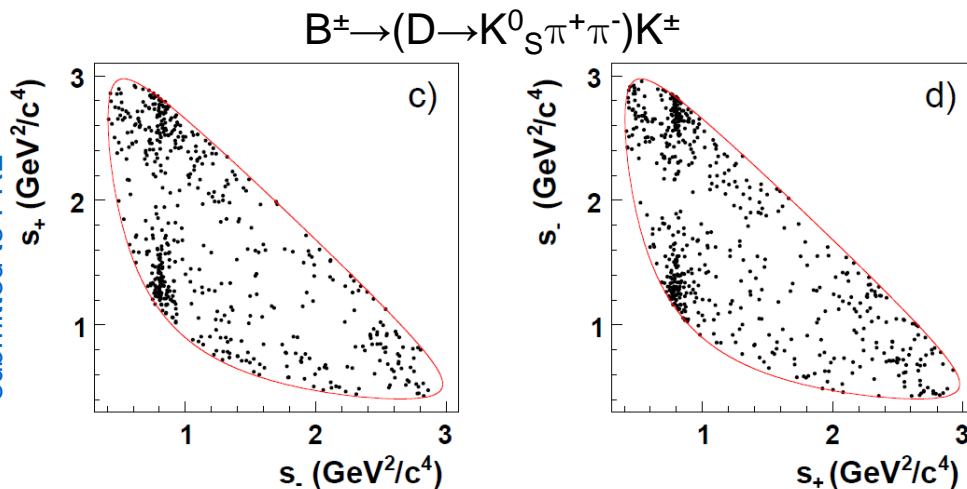 B±→(D→K⁰Sπ⁺π⁻)K±
c)
s₊ (GeV²/c⁴)
3
2
1
1 2 3
s₋ (GeV²/c⁴)
d)
s₋ (GeV²/c⁴)
3
2
1
1 2 3
s₊ (GeV²/c⁴)